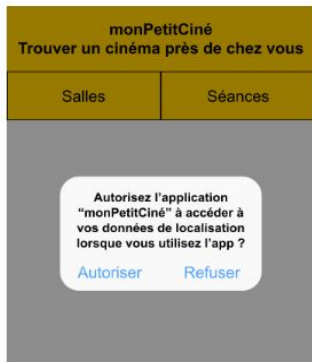 monPetitCiné
Trouver un cinéma près de chez vous
Salles
Séances
Autorisez l'application
“monPetitCiné” à accéder à
vos données de localisation
lorsque vous utilisez l'app ?
Autoriser
Refuser